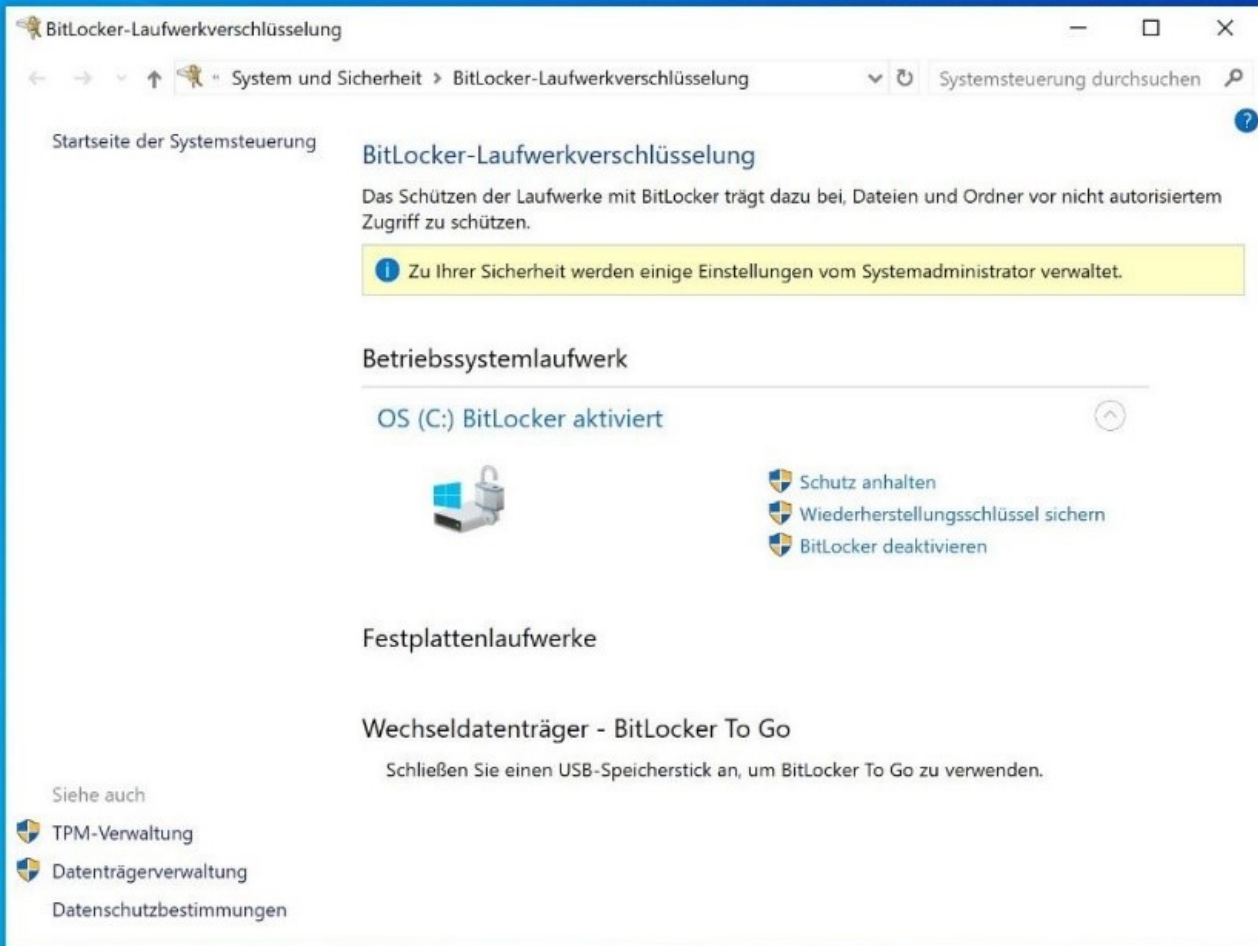 BitLocker-Laufwerkverschlüsselung
« System und Sicherheit > BitLocker-Laufwerkverschlüsselung
Systemsteuerung durchsuchen
Startseite der Systemsteuerung
BitLocker-Laufwerkverschlüsselung
Das Schützen der Laufwerke mit BitLocker trägt dazu bei, Dateien und Ordner vor nicht autorisiertem
Zugriff zu schützen.
Zu Ihrer Sicherheit werden einige Einstellungen vom Systemadministrator verwaltet.
Betriebssystemlaufwerk
OS (C:) BitLocker aktiviert
Schutz anhalten
Wiederherstellungsschlüssel sichern
BitLocker deaktivieren
Festplattenlaufwerke
Wechseldatenträger - BitLocker To Go
Schließen Sie einen USB-Speicherstick an, um BitLocker To Go zu verwenden.
Siehe auch
TPM-Verwaltung
Datenträgerverwaltung
Datenschutzbestimmungen